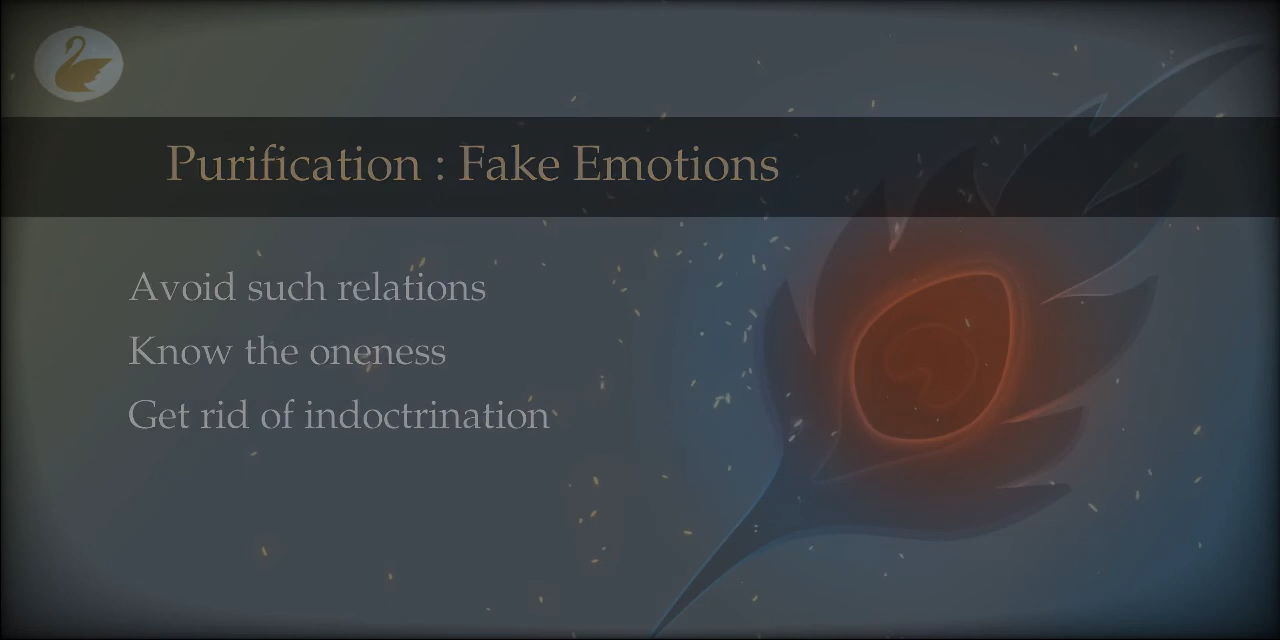 Purification : Fake Emotions
Avoid such relations
Know the oneness
Get rid of indoctrination